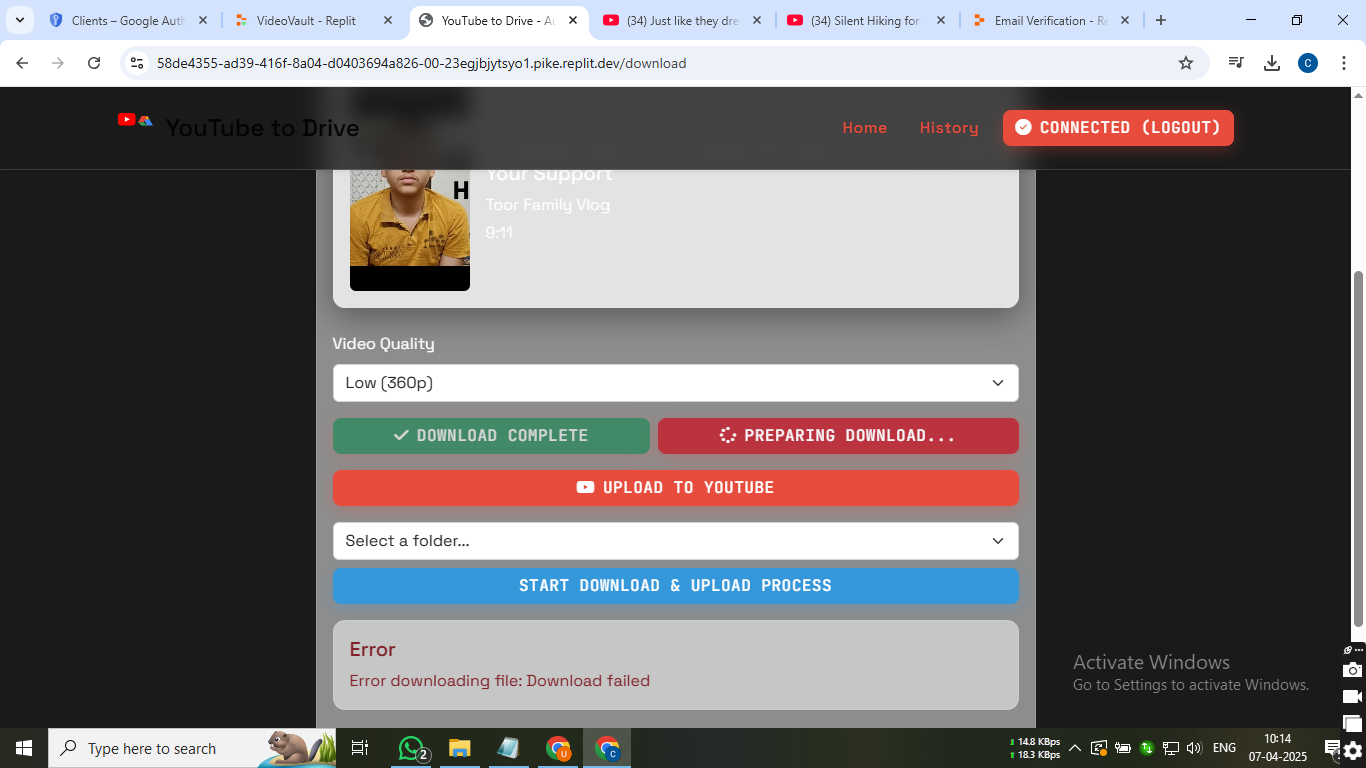 Clients – Google Auth
VideoVault - Replit
YouTube to Drive - Au
(34) Just like they dre
(34) Silent Hiking for
Email Verification - Re
58de4355-ad39-416f-8a04-d0403694a826-00-23egjbjytsyo1.pike.replit.dev/download
C
YouTube to Drive
Home
History
CONNECTED (LOGOUT)
H
Your Support
Toor Family Vlog
9:11
Video Quality
Low (360p)
DOWNLOAD COMPLETE
PREPARING DOWNLOAD...
UPLOAD TO YOUTUBE
Select a folder...
START DOWNLOAD & UPLOAD PROCESS
Error
Error downloading file: Download failed
Activate Windows
Go to Settings to activate Windows.
Type here to search
2
U
C
14.8 KBps
18.3 KBps
ENG
10:14
07-04-2025